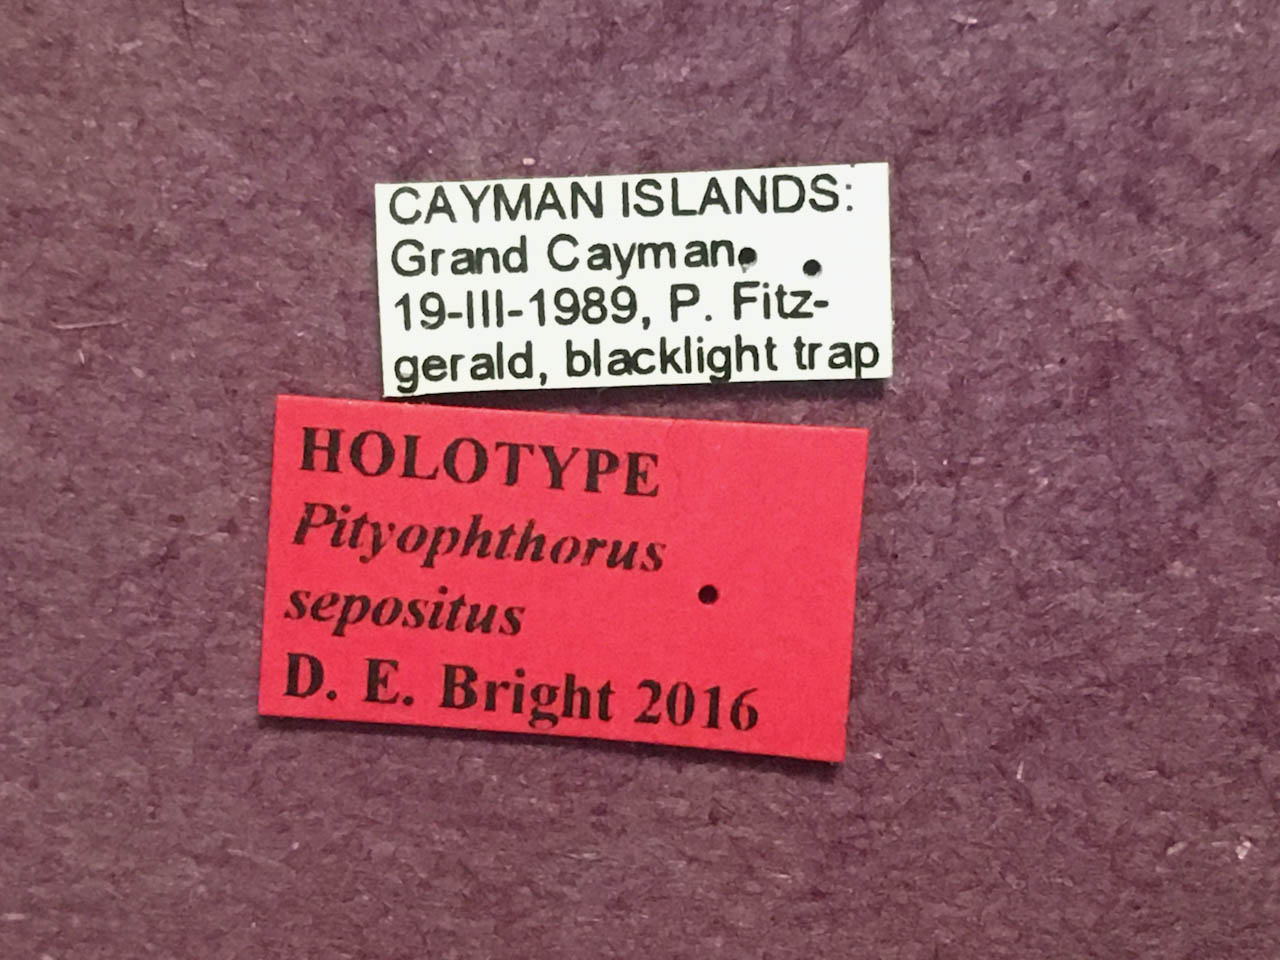 CAYMAN ISLANDS:
Grand Cayman,
19-III-1989, P. Fitz-
gerald, blacklight trap
HOLOTYPE
Pityophthorus
sepositus
D. E. Bright 2016